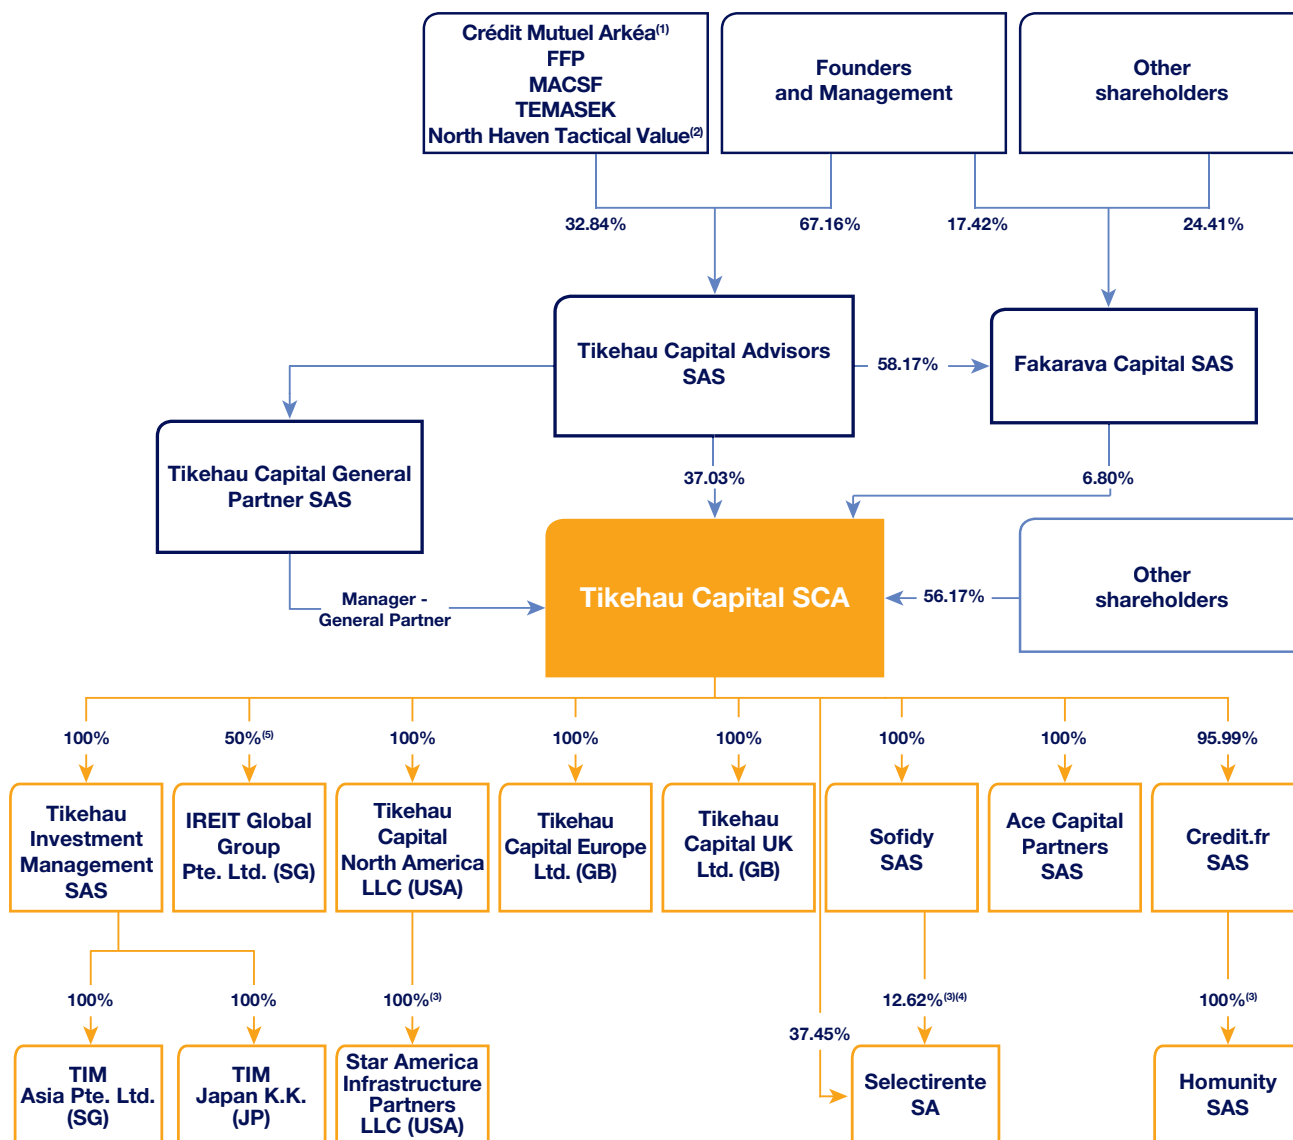 Crédit Mutuel Arkéa(1)
FFP
MACSF
TEMASEK
North Haven Tactical Value(2)
Founders
and Management
Other
shareholders
32.84%
67.16%
17.42%
24.41%
Tikehau Capital Advisors
SAS
58.17%
Fakarava Capital SAS
Tikehau Capital General
Partner SAS
37.03%
6.80%
Manager -
General Partner
Tikehau Capital SCA
56.17%
Other
shareholders
100%
50%(5)
100%
100%
100%
100%
100%
95.99%
Tikehau
Investment
Management
SAS
IREIT Global
Group
Pte. Ltd. (SG)
Tikehau
Capital
North America
LLC (USA)
Tikehau
Capital Europe
Ltd. (GB)
Tikehau
Capital UK
Ltd. (GB)
Sofidy
SAS
Ace Capital
Partners
SAS
Credit.fr
SAS
100%
100%
100%(3)
37.45%
12.62%(3)(4)
100%(3)
TIM
Asia Pte. Ltd.
(SG)
TIM
Japan K.K.
(JP)
Star America
Infrastructure
Partners
LLC (USA)
Selectirente
SA
Homunity
SAS